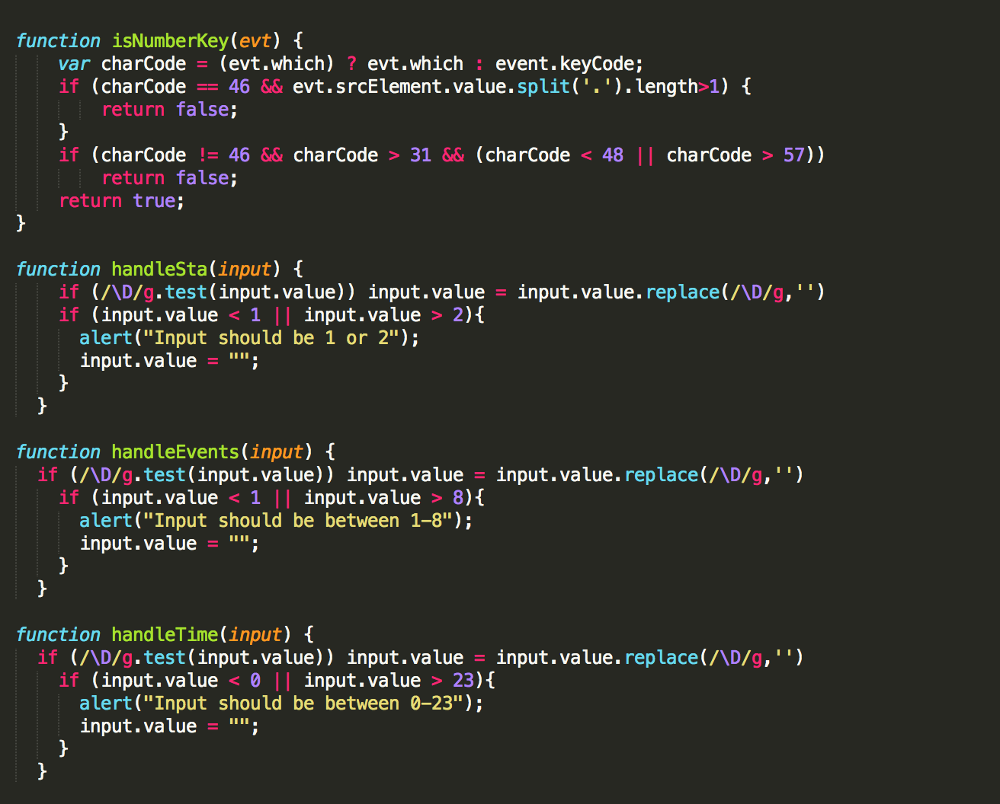 function isNumberKey(evt) {
    var charCode = (evt.which) ? evt.which : event.keyCode;
    if (charCode == 46 && evt.srcElement.value.split('.').length>1) {
        return false;
    }
    if (charCode != 46 && charCode > 31 && (charCode < 48 || charCode > 57))
        return false;
    return true;
}

function handleSta(input) {
    if (/\D/g.test(input.value)) input.value = input.value.replace(/\D/g,'')
    if (input.value < 1 || input.value > 2){
      alert("Input should be 1 or 2");
      input.value = "";
    }
  }

function handleEvents(input) {
  if (/\D/g.test(input.value)) input.value = input.value.replace(/\D/g,'')
    if (input.value < 1 || input.value > 8){
      alert("Input should be between 1-8");
      input.value = "";
    }
  }

function handleTime(input) {
  if (/\D/g.test(input.value)) input.value = input.value.replace(/\D/g,'')
    if (input.value < 0 || input.value > 23){
      alert("Input should be between 0-23");
      input.value = "";
    }
  }